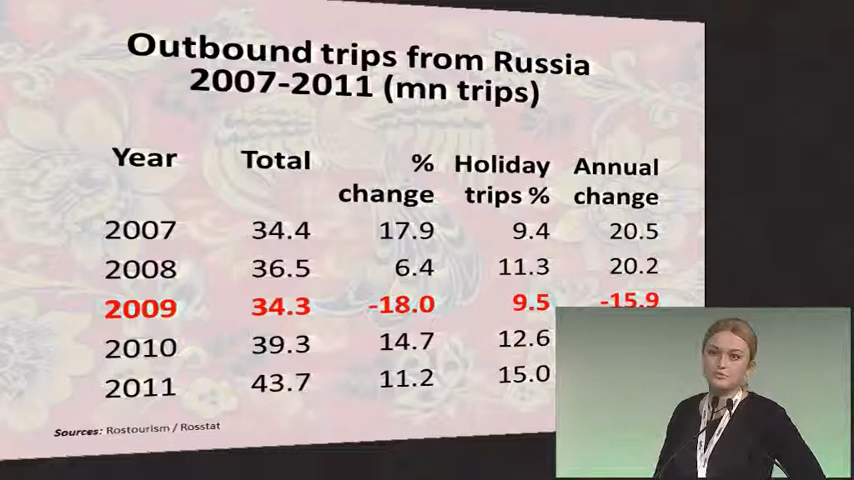 Outbound trips from Russia
2007-2011 (mn trips)
Year Total % change Holiday trips % Annual change
2007 34.4 17.9 9.4 20.5
2008 36.5 6.4 11.3 20.2
2009 34.3 -18.0 9.5 -15.9
2010 39.3 14.7 12.6
2011 43.7 11.2 15.0
Sources: Rostourism / Rosstat